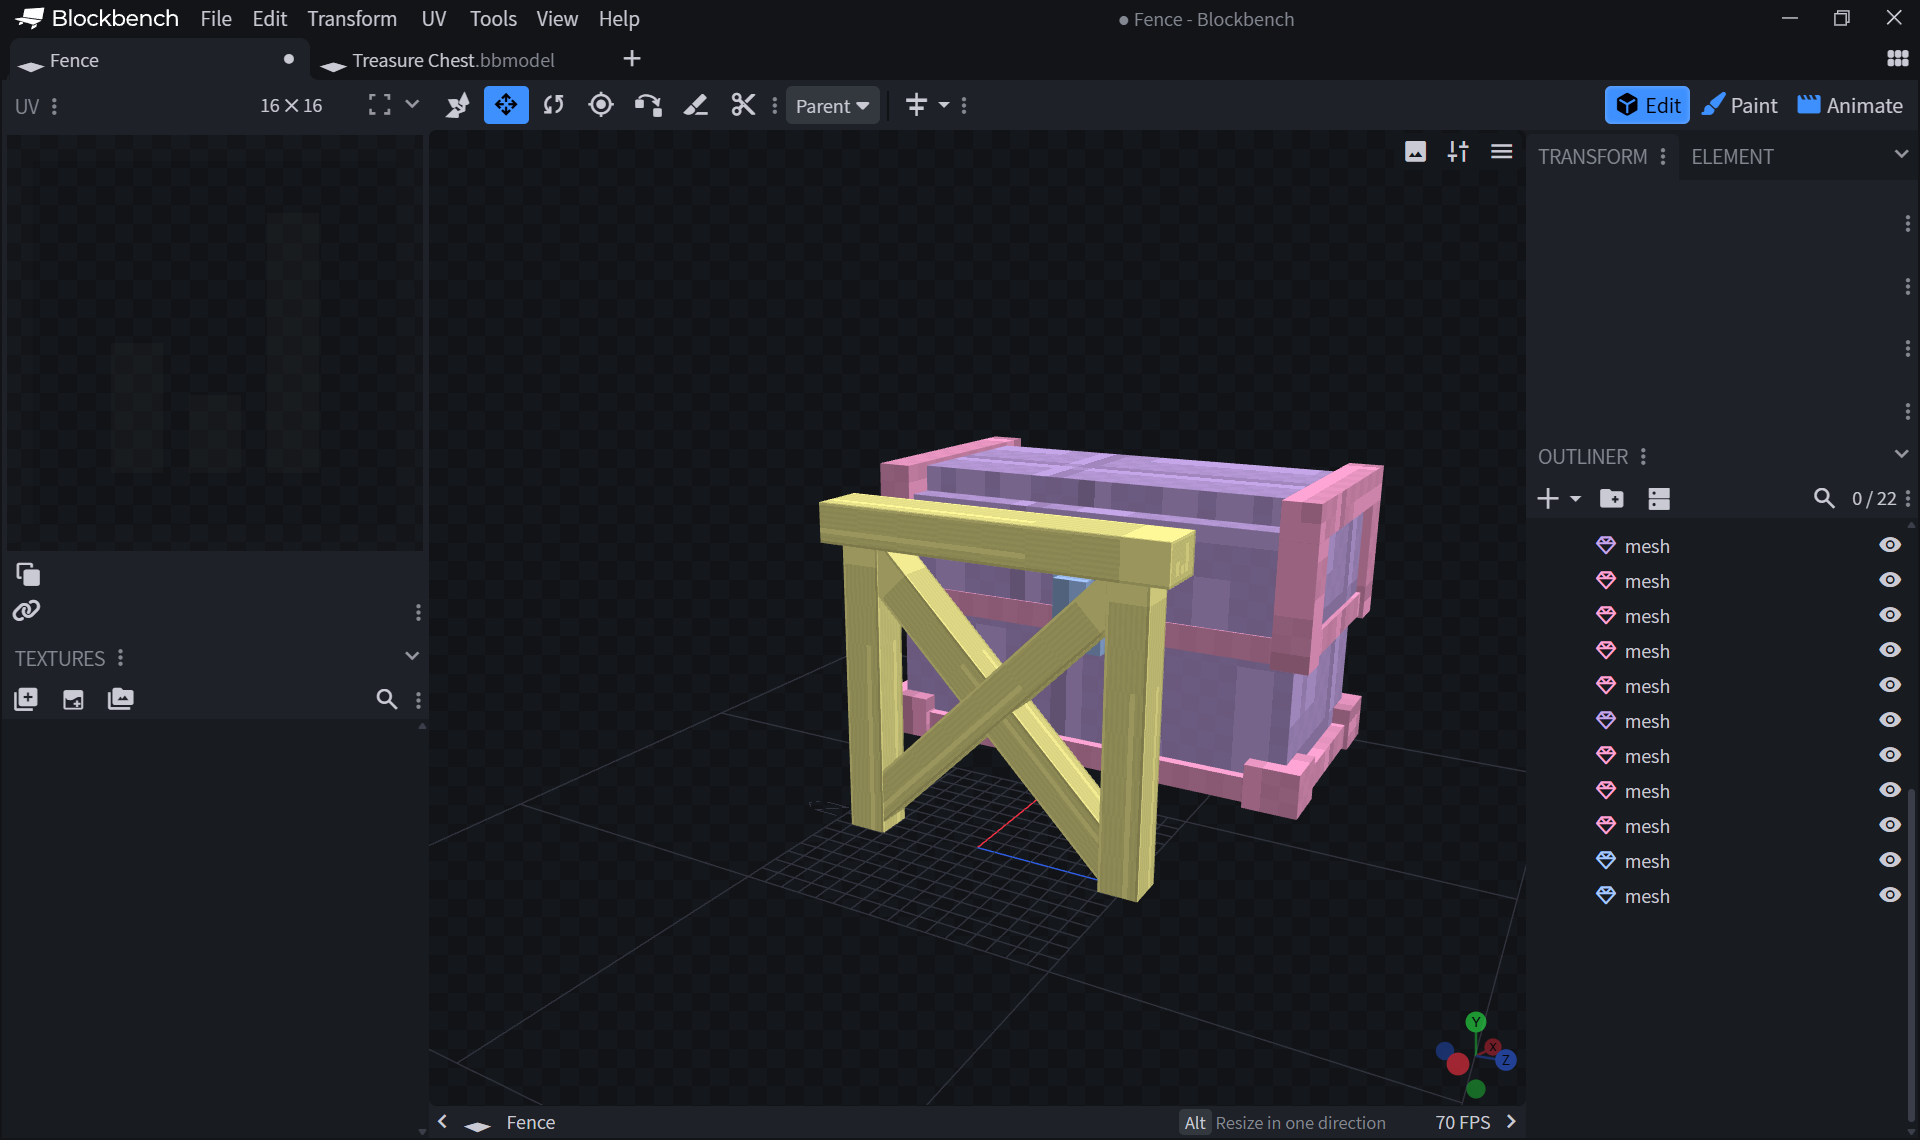 Blockbench File Edit Transform UV Tools View Help
Fence - Blockbench
Fence
Treasure Chest.bbmodel
UV 16 × 16
Parent
Edit Paint Animate
TRANSFORM ELEMENT
OUTLINER
0 / 22
mesh
mesh
mesh
mesh
mesh
mesh
mesh
mesh
mesh
mesh
mesh
TEXTURES
Y
X
Z
Fence
Alt Resize in one direction
70 FPS